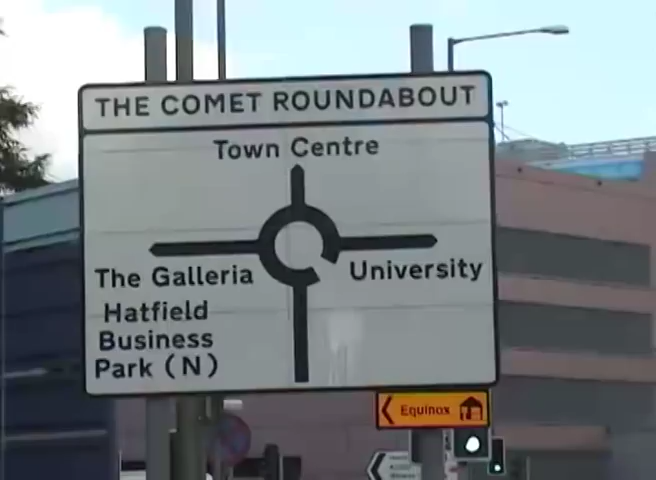 THE COMET ROUNDABOUT
Town Centre
The Galleria
University
Hatfield
Business
Park (N)
Equinox